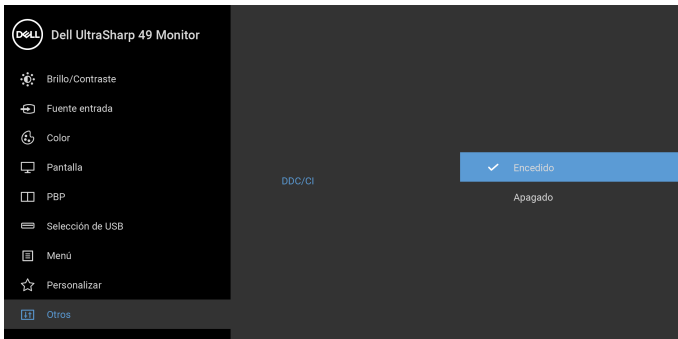 DELL Dell UltraSharp 49 Monitor
Brillo/Contraste
Fuente entrada
Color
Pantalla
PBP
Selección de USB
Menú
Personalizar
Otros
DDC/CI
Encedido
Apagado